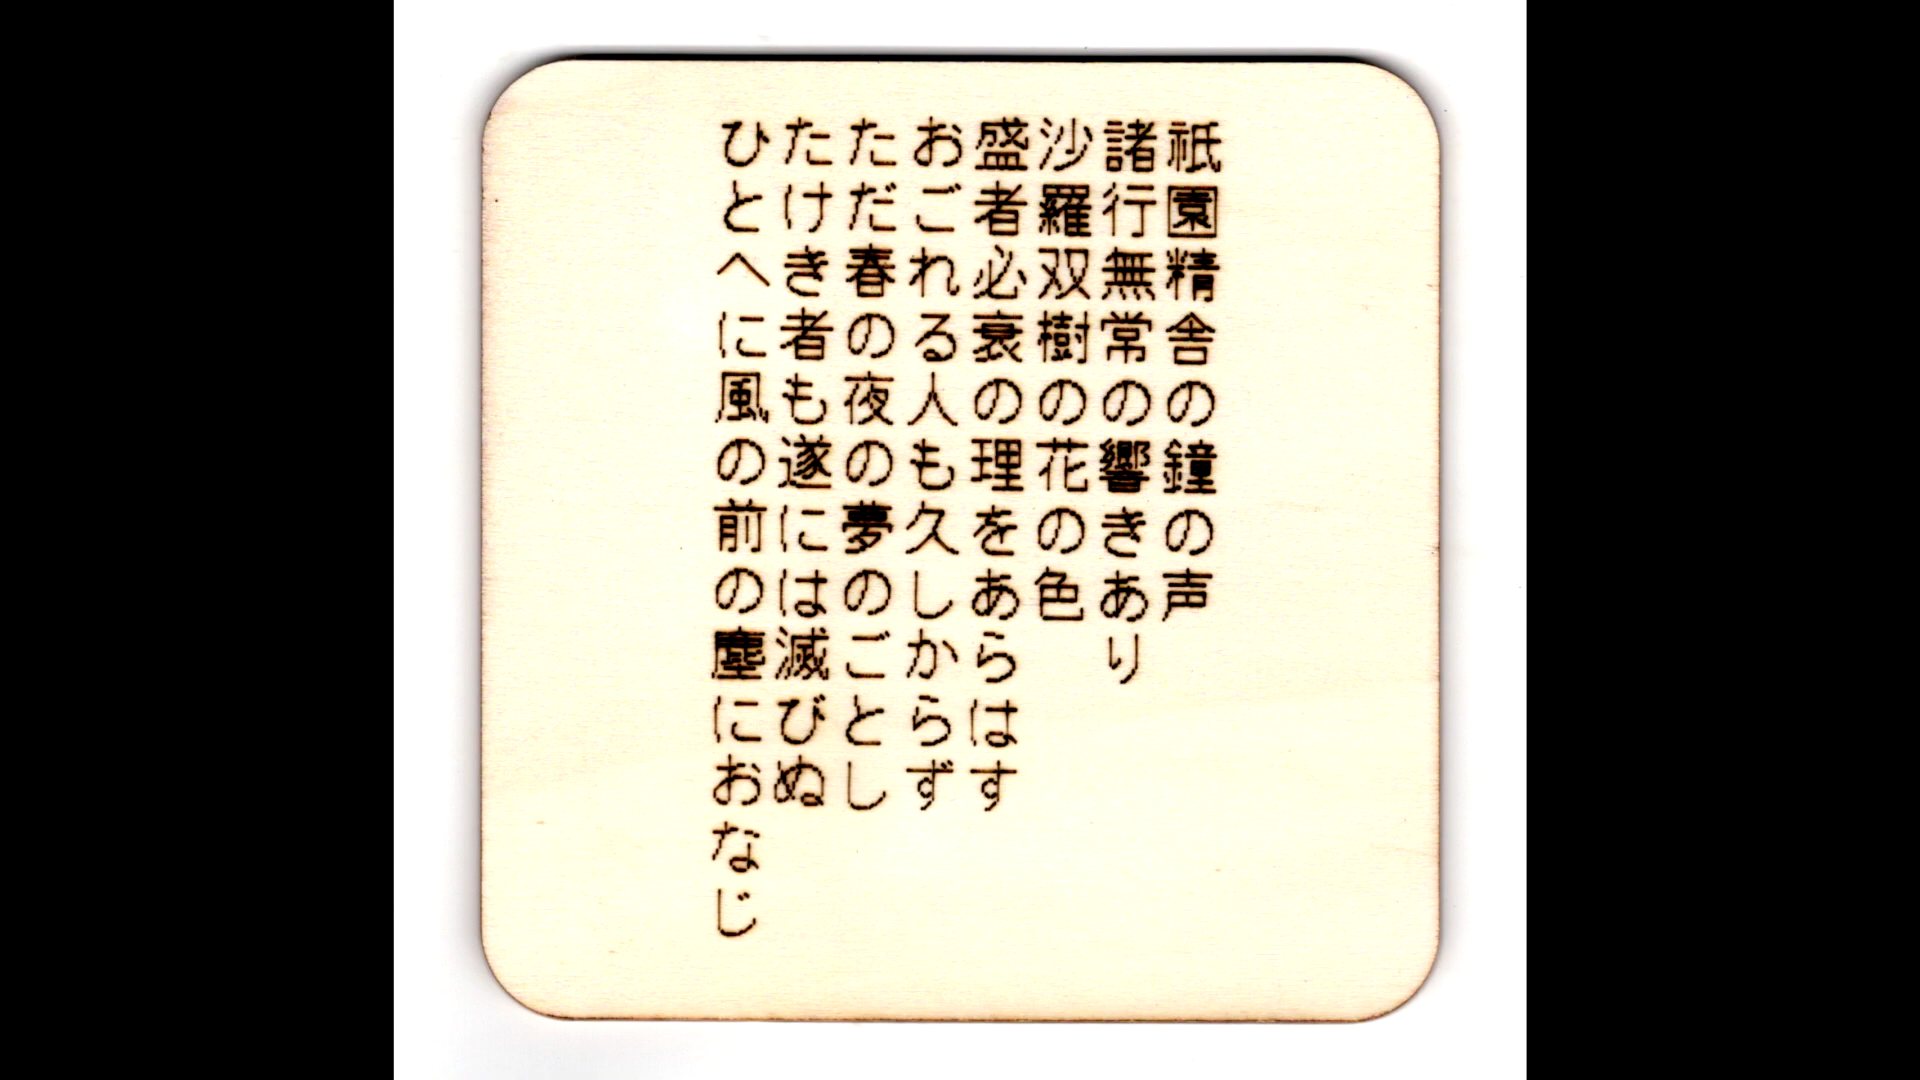 祇園精舎の鐘の声
諸行無常の響きあり
沙羅双樹の花の色
盛者必衰の理をあらはす
おごれる人も久しからず
ただ春の夜の夢のごとし
たけき者も遂には滅びぬ
ひとへに風の前の塵におなじ